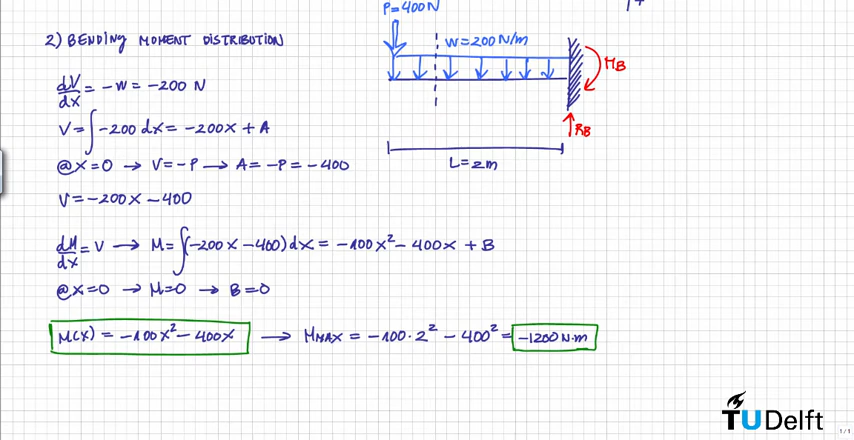 P=400N
2) BENDING MOMENT DISTRIBUTION
W=200 N/m
dV/dx = -W = -200 N
MB
V = ∫-200 dx = -200x + A
RB
@x=0 → V=-P → A=-P=-400
L=2m
V=-200x-400
dM/dx = V → M = ∫(-200x-400)dx = -100x² - 400x + B
@x=0 → M=0 → B=0
M(x) = -100x² - 400x → MMAX = -100·2² - 400² = -1200 N·m
TUDelft
1/1